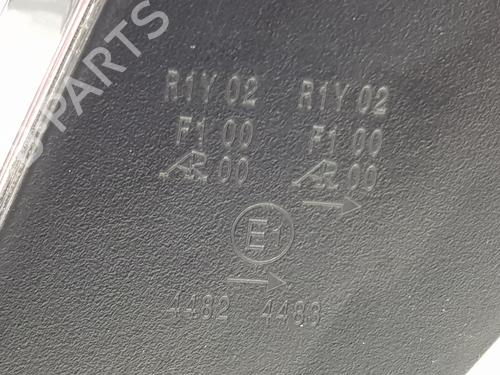 R1Y 02 R1Y 02
F1 00 F1 00
AR 00 AR 00
E1
4482 4483
PARTS